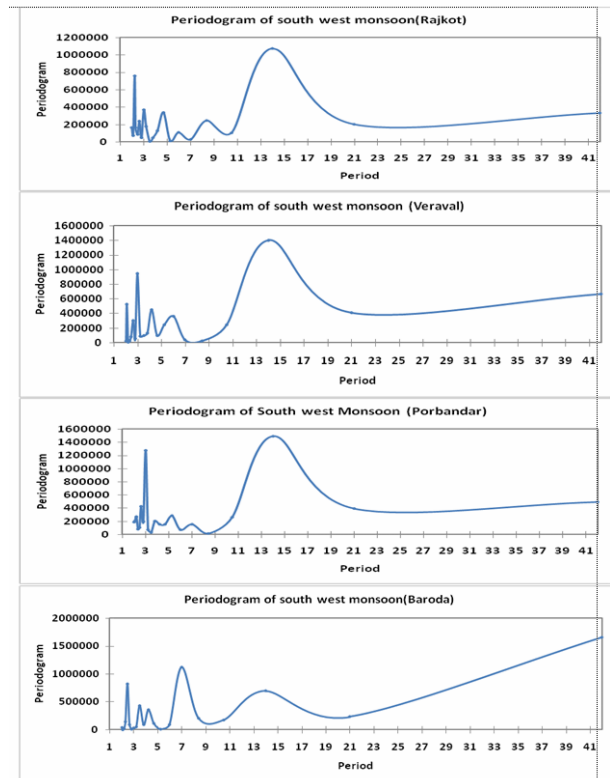 Periodogram of south west monsoon(Rajkot)
Periodogram
1200000
1000000
800000
600000
400000
200000
0
1 3 5 7 9 11 13 15 17 19 21 23 25 27 29 31 33 35 37 39 41
Period
Periodogram of south west monsoon (Veraval)
Periodogram
1600000
1400000
1200000
1000000
800000
600000
400000
200000
0
1 3 5 7 9 11 13 15 17 19 21 23 25 27 29 31 33 35 37 39 41
Period
Periodogram of South west Monsoon (Porbandar)
Periodogram
1600000
1400000
1200000
1000000
800000
600000
400000
200000
0
1 3 5 7 9 11 13 15 17 19 21 23 25 27 29 31 33 35 37 39 41
Period
Periodogram of south west monsoon(Baroda)
Periodogram
2000000
1500000
1000000
500000
0
1 3 5 7 9 11 13 15 17 19 21 23 25 27 29 31 33 35 37 39 41
Period